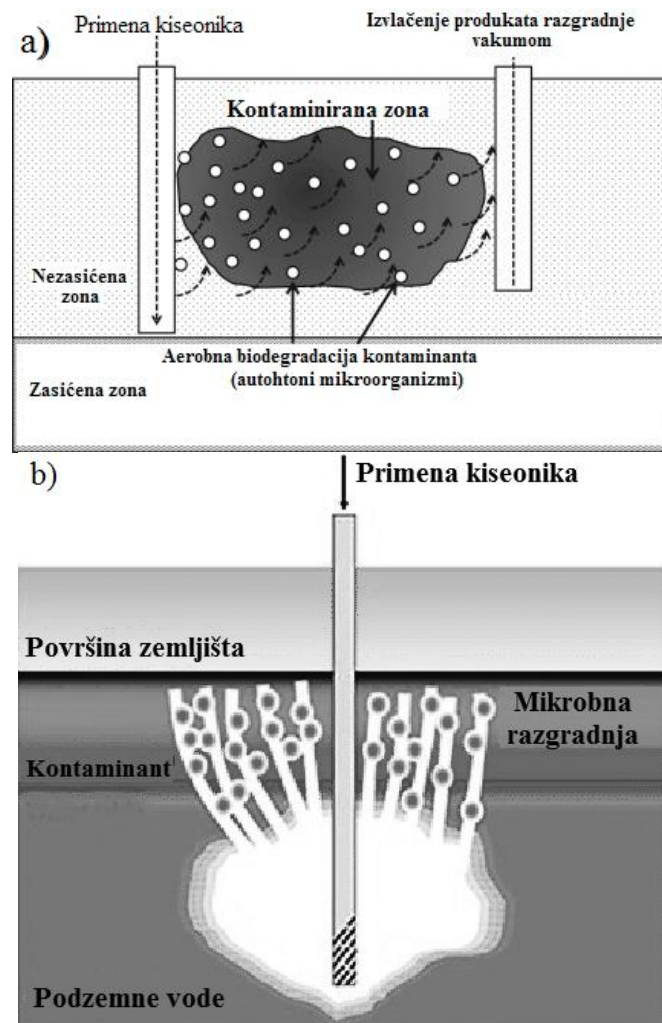 a)
Primena kiseonika
Izvlačenje produkata razgradnje
vakumom
Kontaminirana zona
Nezasićena
zona
Aerobna biodegradacija kontaminanta
(autohtoni mikroorganizmi)
Zasićena zona
b)
Primena kiseonika
Površina zemljišta
Mikrobna
razgradnja
Kontaminant
Podzemne vode